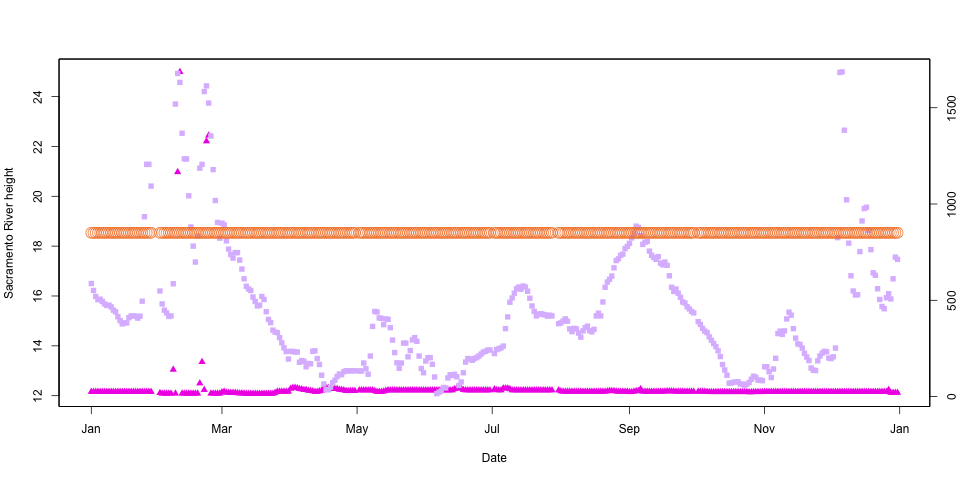 Sacramento River height
24
22
20
18
16
14
12
1500
1000
500
0
Jan
Mar
May
Jul
Sep
Nov
Jan
Date